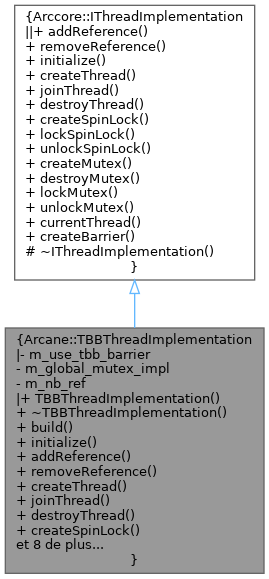 {Arccore::IThreadImplementation
||+ addReference()
+ removeReference()
+ initialize()
+ createThread()
+ joinThread()
+ destroyThread()
+ createSpinLock()
+ lockSpinLock()
+ unlockSpinLock()
+ createMutex()
+ destroyMutex()
+ lockMutex()
+ unlockMutex()
+ currentThread()
+ createBarrier()
# ~IThreadImplementation()
}
{Arcane::TBBThreadImplementation
|- m_use_tbb_barrier
- m_global_mutex_impl
- m_nb_ref
|+ TBBThreadImplementation()
+ ~TBBThreadImplementation()
+ build()
+ initialize()
+ addReference()
+ removeReference()
+ createThread()
+ joinThread()
+ destroyThread()
+ createSpinLock()
et 8 de plus...
}